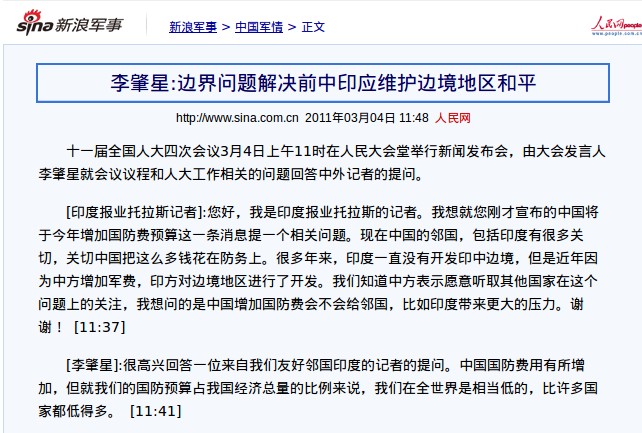 sina 新浪军事
新浪军事 > 中国军情 > 正文
人民网 people
www.people.com.cn
李肇星:边界问题解决前中印应维护边境地区和平
http://www.sina.com.cn 2011年03月04日 11:48 人民网
十一届全国人大四次会议3月4日上午11时在人民大会堂举行新闻发布会，由大会发言人
李肇星就会议议程和人大工作相关的问题回答中外记者的提问。
[印度报业托拉斯记者]:您好，我是印度报业托拉斯的记者。我想就您刚才宣布的中国将
于今年增加国防费预算这一条消息提一个相关问题。现在中国的邻国，包括印度有很多关
切，关切中国把这么多钱花在防务上。很多年来，印度一直没有开发印中边境，但是近年因
为中方增加军费，印方对边境地区进行了开发。我们知道中方表示愿意听取其他国家在这个
问题上的关注，我想问的是中国增加国防费会不会给邻国，比如印度带来更大的压力。谢
谢！ [11:37]
[李肇星]:很高兴回答一位来自我们友好邻国印度的记者的提问。中国国防费用有所增
加，但就我们的国防预算占我国经济总量的比例来说，我们在全世界是相当低的，比许多国
家都低得多。 [11:41]